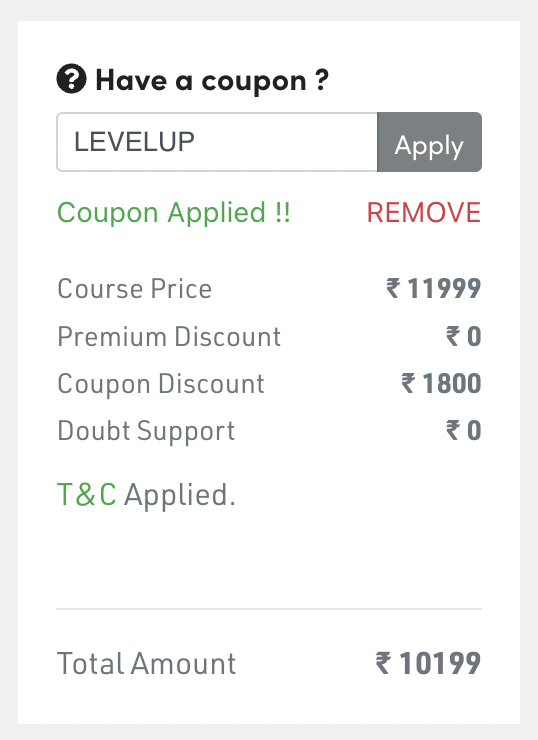 Have a coupon ?
LEVELUP Apply
Coupon Applied !! REMOVE
Course Price ₹ 11999
Premium Discount ₹ 0
Coupon Discount ₹ 1800
Doubt Support ₹ 0
T&C Applied.
Total Amount ₹ 10199